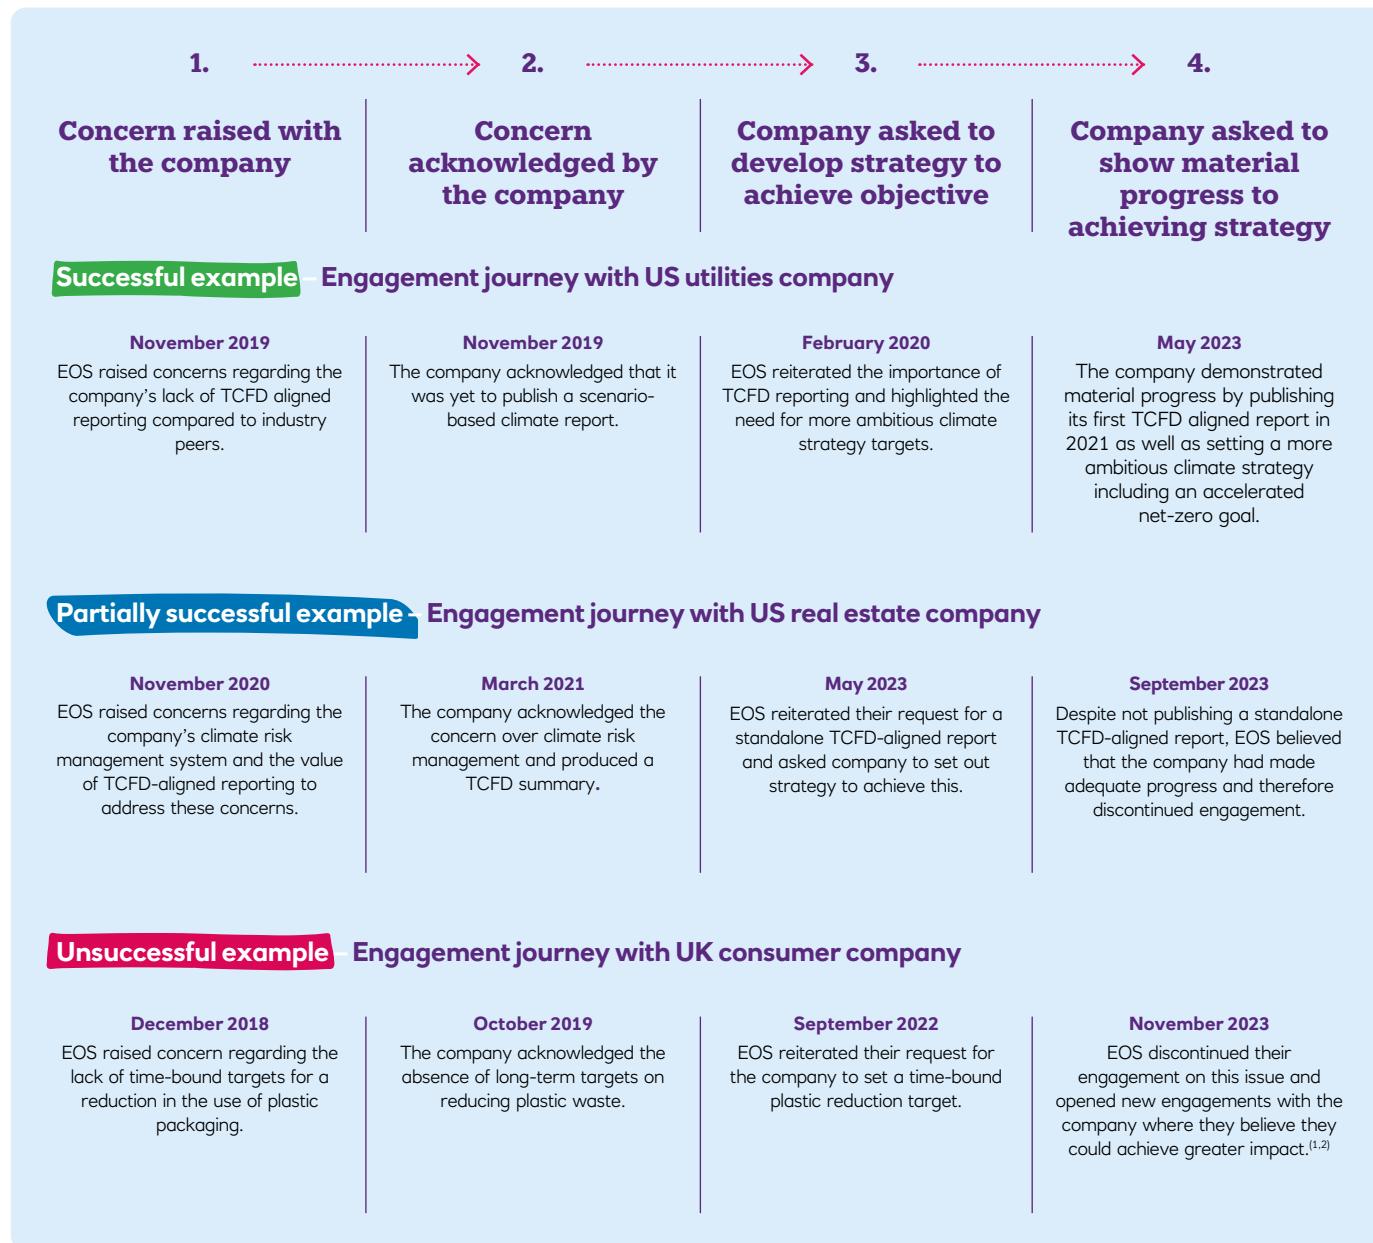 1.
2.
3.
4.
Concern raised with
the company
Concern
acknowledged by
the company
Company asked to
develop strategy to
achieve objective
Company asked to
show material
progress to
achieving strategy
Successful example – Engagement journey with US utilities company
November 2019
EOS raised concerns regarding the
company’s lack of TCFD aligned
reporting compared to industry
peers.
November 2019
The company acknowledged that it
was yet to publish a scenario-
based climate report.
February 2020
EOS reiterated the importance of
TCFD reporting and highlighted the
need for more ambitious climate
strategy targets.
May 2023
The company demonstrated
material progress by publishing
its first TCFD aligned report in
2021 as well as setting a more
ambitious climate strategy
including an accelerated
net-zero goal.
Partially successful example – Engagement journey with US real estate company
November 2020
EOS raised concerns regarding the
company’s climate risk
management system and the value
of TCFD-aligned reporting to
address these concerns.
March 2021
The company acknowledged the
concern over climate risk
management and produced a
TCFD summary.
May 2023
EOS reiterated their request for a
standalone TCFD-aligned report
and asked company to set out
strategy to achieve this.
September 2023
Despite not publishing a standalone
TCFD-aligned report, EOS believed
that the company had made
adequate progress and therefore
discontinued engagement.
Unsuccessful example – Engagement journey with UK consumer company
December 2018
EOS raised concern regarding the
lack of time-bound targets for a
reduction in the use of plastic
packaging.
October 2019
The company acknowledged the
absence of long-term targets on
reducing plastic waste.
September 2022
EOS reiterated their request for
the company to set a time-bound
plastic reduction target.
November 2023
EOS discontinued their
engagement on this issue and
opened new engagements with the
company where they believe they
could achieve greater impact.(1,2)